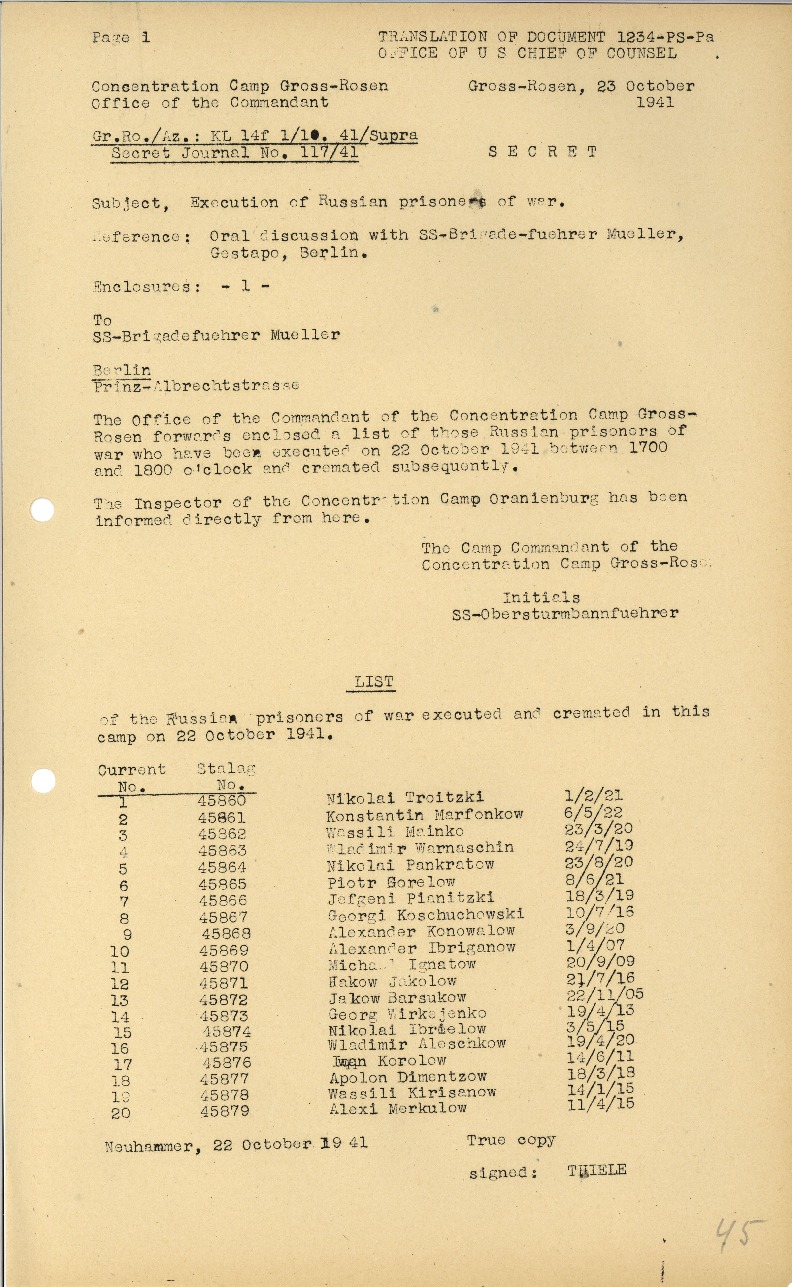 Page 1
TRANSLATION OF DOCUMENT 1234-PS-Pa
OFFICE OF U S CHIEF OF COUNSEL .
Concentration Camp Gross-Rosen
Office of the Commandant
Gross-Rosen, 23 October
1941
Gr.Ro./Az.: KL 14f 1/10. 41/Supra
Secret Journal No. 117/41
S E C R E T
Subject, Execution of Russian prisoners of war.
Reference: Oral discussion with SS-Brigade-fuehrer Mueller,
Gestapo, Berlin.
Enclosures: - 1 -
To
SS-Brigadefuehrer Mueller
Berlin
Prinz-Albrechtstrasse
The Office of the Commandant of the Concentration Camp Gross-
Rosen forwards enclosed a list of those Russian prisoners of
war who have been executed on 22 October 1941 between 1700
and 1800 o'clock and cremated subsequently.
The Inspector of the Concentration Camp Oranienburg has been
informed directly from here.
The Camp Commandant of the
Concentration Camp Gross-Rosen
Initials
SS-Obersturmbannfuehrer
LIST
of the Russian prisoners of war executed and cremated in this
camp on 22 October 1941.
Current Stalag
No. No.
1 45860 Nikolai Troitzki 1/2/21
2 45861 Konstantin Marfonkow 6/5/22
3 45862 Wassili Mainko 23/3/20
4 45863 Wladimir Warnaschin 24/7/19
5 45864 Nikolai Pankratow 23/8/20
6 45865 Piotr Gorelow 8/6/21
7 45866 Jefgeni Pianitzki 18/3/19
8 45867 Georgi Koschuchowski 10/7/16
9 45868 Alexander Konowalow 3/9/20
10 45869 Alexander Ibriganow 1/4/07
11 45870 Michael Ignatow 20/9/09
12 45871 Jakolow 21/7/16
13 45872 Jakow Barsukow 22/11/05
14 45873 Georg Wirkejenko 19/4/13
15 45874 Nikolai 3/5/15
16 45875 Wladimir Aleschkow 19/4/20
17 45876 Iwan Korolow 14/6/11
18 45877 Apolon Dimentzow 18/3/18
19 45878 Wassili Kirisanow 14/1/15
20 45879 Alexi Merkulow 11/4/15
Neuhammer, 22 October 19 41
True copy
signed: THIELE
45